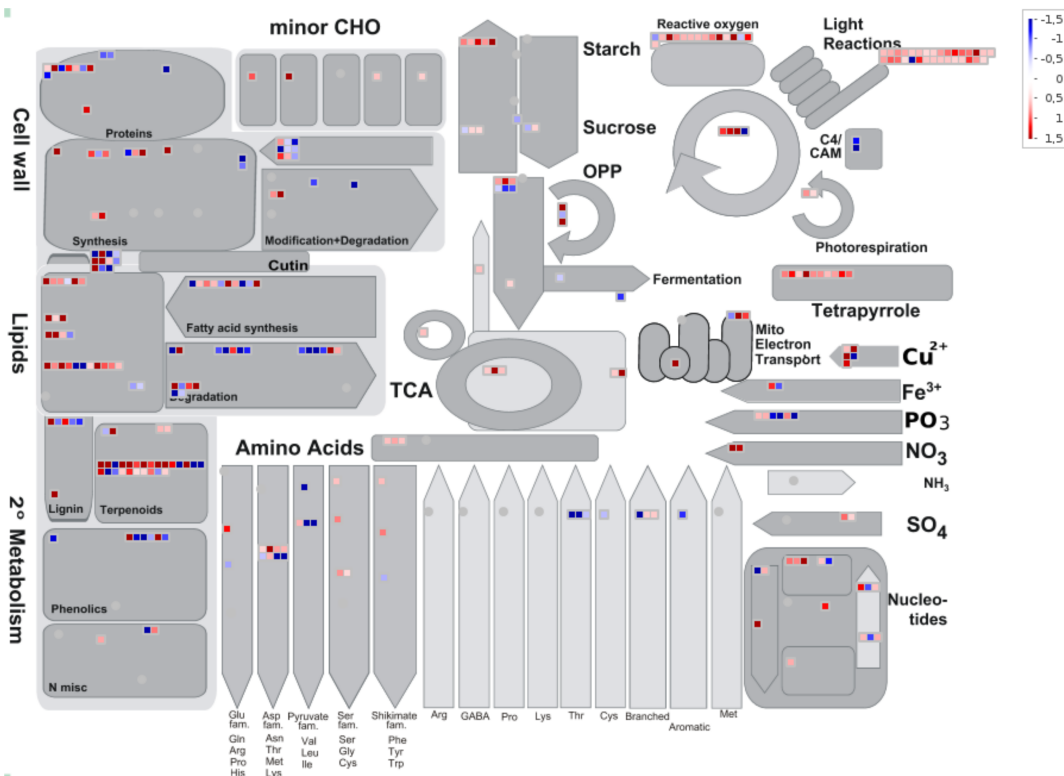 minor CHO
Starch
Sucrose
OPP
Reactive oxygen
Light
Reactions
-1,5
-1
-0,5
0,5
1
1,5
Cell wall
Proteins
Synthesis
Modification+Degradation
C4/
CAM
Photorespiration
Cutin
Fermentation
Tetrapyrrole
Lipids
Fatty acid synthesis
Degradation
TCA
Mito
Electron
Transport
Cu2+
Fe3+
PO3
NO3
NH3
SO4
Amino Acids
2° Metabolism
Lignin
Terpenoids
Phenolics
N misc
Nucleo-
tides
Glu
fam.
Gln
Arg
Pro
His
Asp
fam.
Asn
Thr
Met
Lys
Pyruvate
fam.
Val
Leu
Ile
Ser
fam.
Ser
Gly
Cys
Shikimate
fam.
Phe
Tyr
Trp
Arg
GABA
Pro
Lys
Thr
Cys
Branched
Aromatic
Met